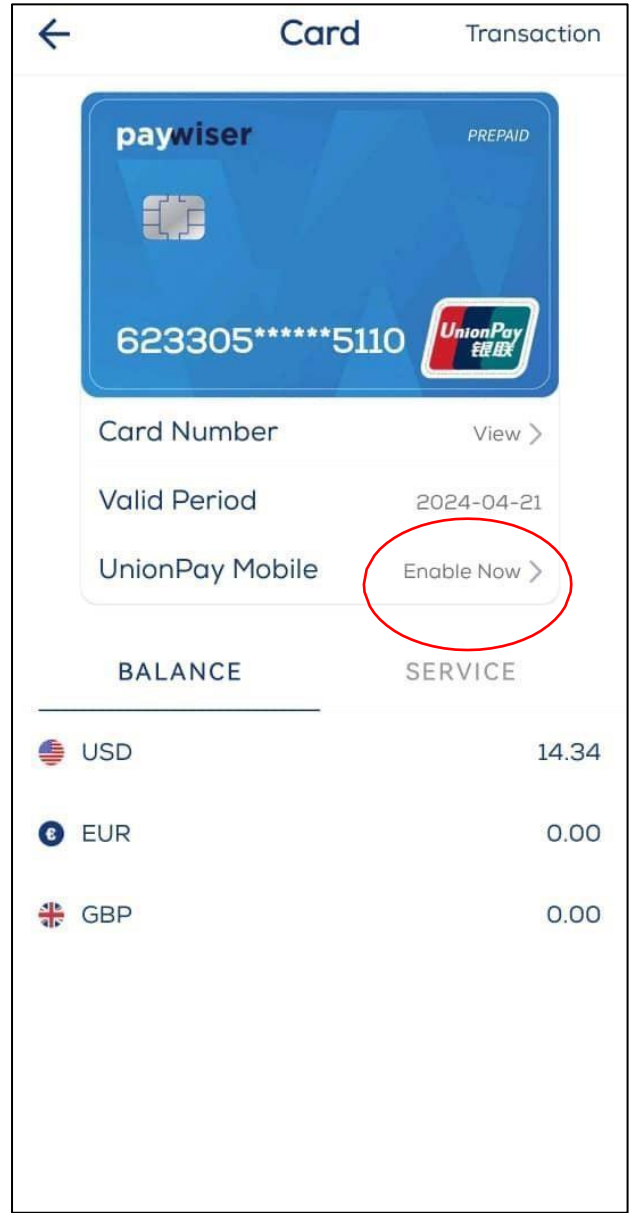 Card Transaction
paywiser PREPAID
623305******5110 UnionPay
银联
Card Number View
Valid Period 2024-04-21
UnionPay Mobile Enable Now
BALANCE SERVICE
USD 14.34
€ EUR 0.00
GBP 0.00